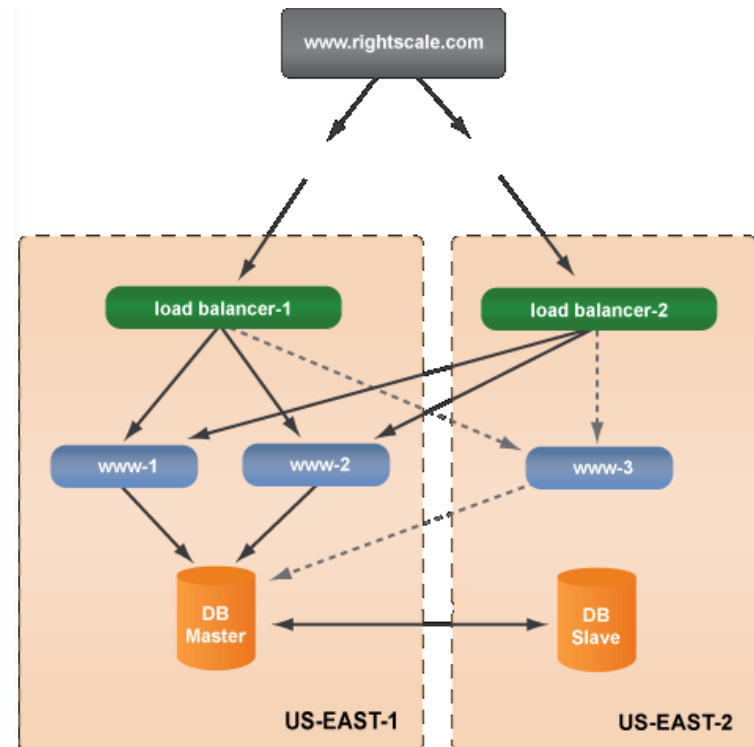 www.rightscale.com
load balancer-1
load balancer-2
www-1
www-2
www-3
DB
Master
DB
Slave
US-EAST-1
US-EAST-2